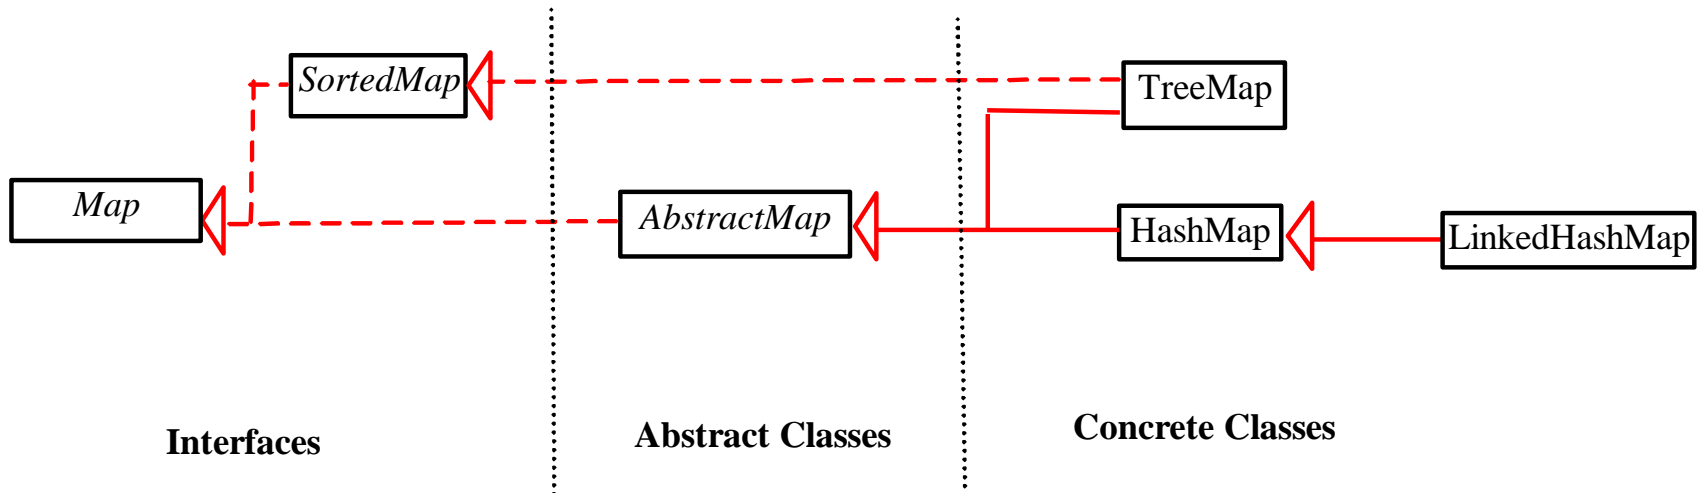 SortedMap
TreeMap
Map
AbstractMap
HashMap
LinkedHashMap
Interfaces
Abstract Classes
Concrete Classes